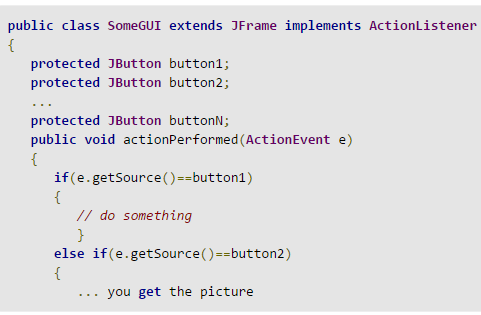 public class SomeGUI extends JFrame implements ActionListener
{
   protected JButton button1;
   protected JButton button2;
   ...
   protected JButton buttonN;
   public void actionPerformed(ActionEvent e)
   {
      if(e.getSource()==button1)
      {
         // do something
         }
      else if(e.getSource()==button2)
      {
         ... you get the picture